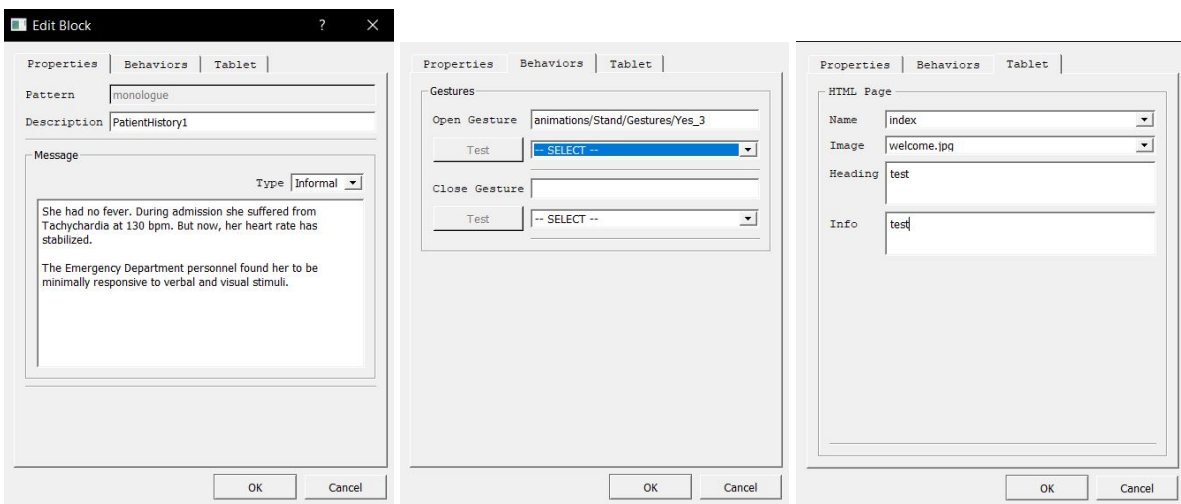 Edit Block
?
Properties
Behaviors
Tablet
Pattern
monologue
Description
PatientHistory1
Message
Type
Informal
She had no fever. During admission she suffered from
Tachychardia at 130 bpm. But now, her heart rate has
stabilized.
The Emergency Department personnel found her to be
minimally responsive to verbal and visual stimuli.
OK
Cancel
Properties
Behaviors
Tablet
Gestures
Open Gesture
animations/Stand/Gestures/Yes_3
Test
-- SELECT --
Close Gesture
Test
-- SELECT --
OK
Cancel
Properties
Behaviors
Tablet
HTML Page
Name
index
Image
welcome.jpg
Heading
test
Info
test
OK
Cancel